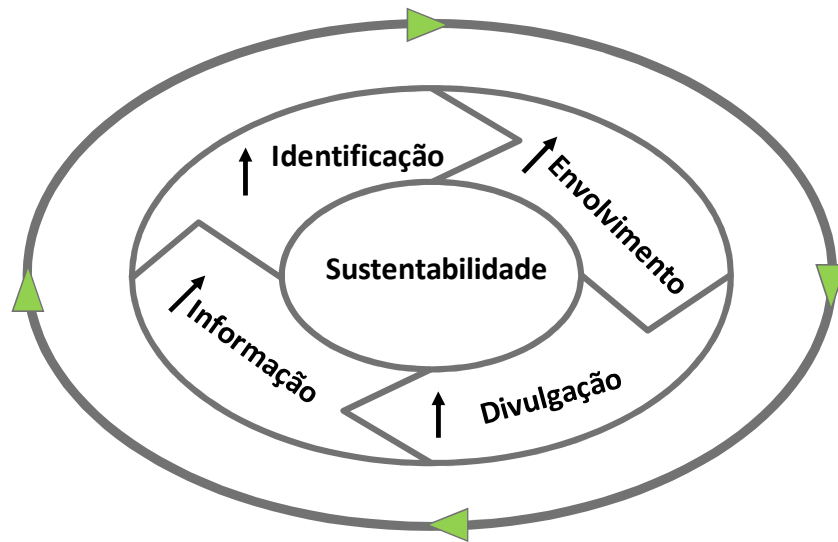 Identificação
Envolvimento
Sustentabilidade
Informação
Divulgação